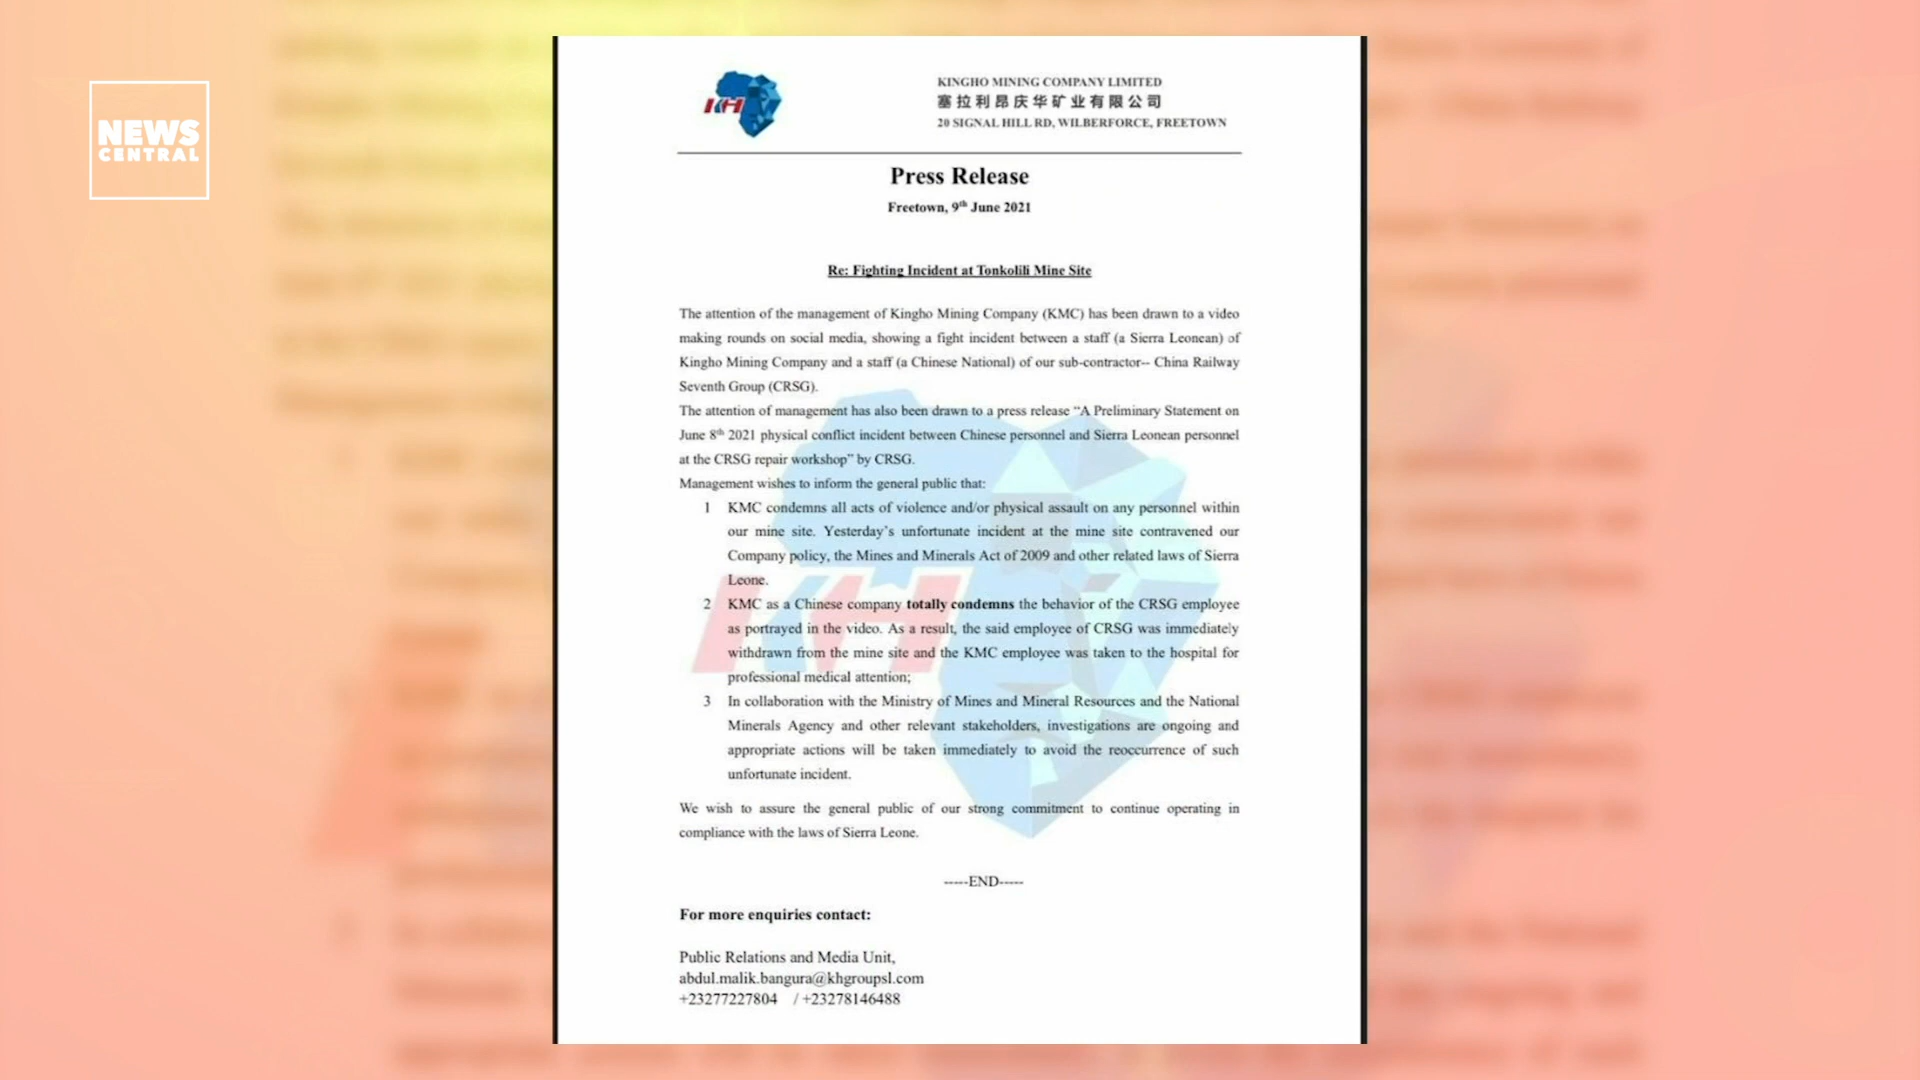 NEWS
CENTRAL
KH
KINGHO MINING COMPANY LIMITED
塞拉利昂庆华矿业有限公司
20 SIGNAL HILL RD, WILBERFORCE, FREETOWN
Press Release
Freetown, 9th June 2021
Re: Fighting Incident at Tonkolili Mine Site
The attention of the management of Kingho Mining Company (KMC) has been drawn to a video
making rounds on social media, showing a fight incident between a staff (a Sierra Leonean) of
Kingho Mining Company and a staff (a Chinese National) of our sub-contractor-- China Railway
Seventh Group (CRSG).
The attention of management has also been drawn to a press release “A Preliminary Statement on
June 8th 2021 physical conflict incident between Chinese personnel and Sierra Leonean personnel
at the CRSG repair workshop” by CRSG.
Management wishes to inform the general public that:
1 KMC condemns all acts of violence and/or physical assault on any personnel within
our mine site. Yesterday’s unfortunate incident at the mine site contravened our
Company policy, the Mines and Minerals Act of 2009 and other related laws of Sierra
Leone.
2 KMC as a Chinese company totally condemns the behavior of the CRSG employee
as portrayed in the video. As a result, the said employee of CRSG was immediately
withdrawn from the mine site and the KMC employee was taken to the hospital for
professional medical attention;
3 In collaboration with the Ministry of Mines and Mineral Resources and the National
Minerals Agency and other relevant stakeholders, investigations are ongoing and
appropriate actions will be taken immediately to avoid the reoccurrence of such
unfortunate incident.
We wish to assure the general public of our strong commitment to continue operating in
compliance with the laws of Sierra Leone.
-----END-----
For more enquiries contact:
Public Relations and Media Unit,
abdul.malik.bangura@khgroupsl.com
+23277227804 / +23278146488